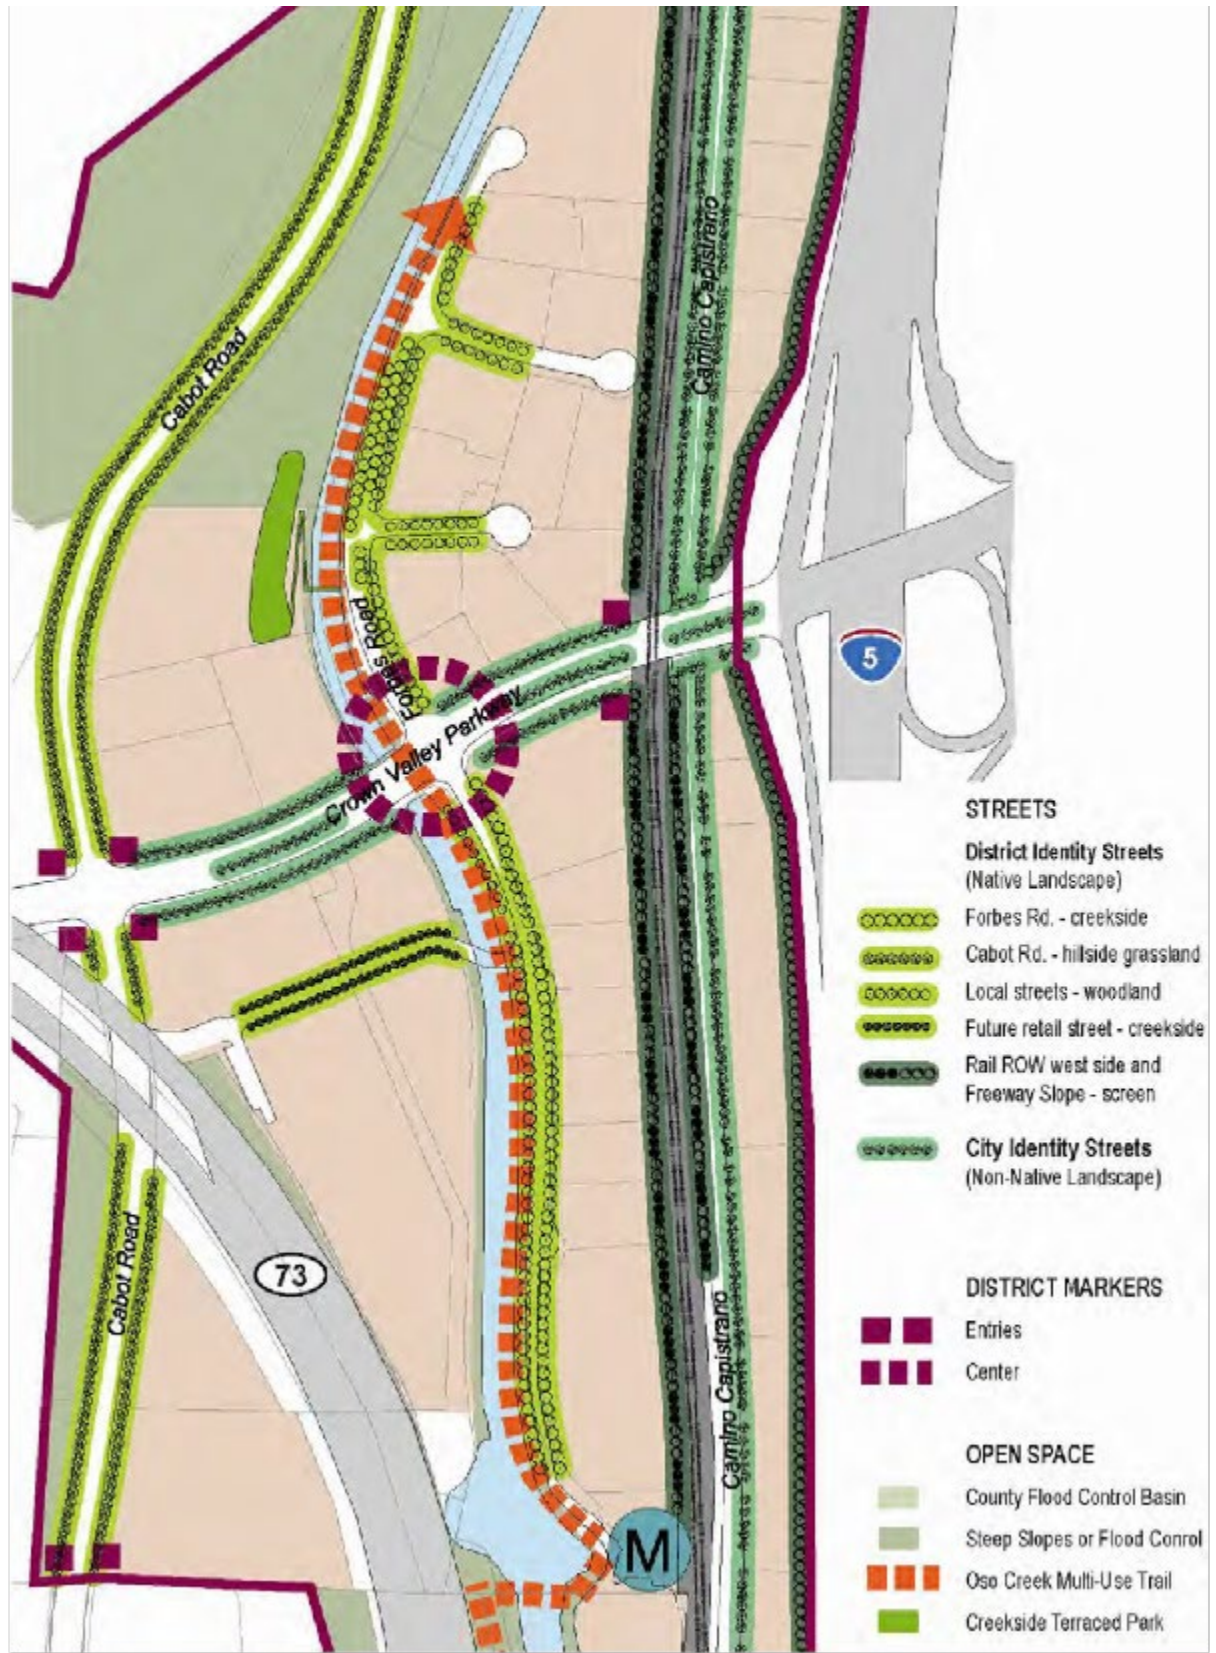 Camino Capistrano
Cabot Road
Forbes Road
5
Crown Valley Parkway
STREETS
District Identity Streets
(Native Landscape)
Forbes Rd. - creekside
Cabot Rd. - hillside grassland
Local streets - woodland
Future retail street - creekside
Rail ROW west side and
Freeway Slope - screen
City Identity Streets
(Non-Native Landscape)
73
Cabot Road
DISTRICT MARKERS
Entries
Center
Camino Capistrano
OPEN SPACE
County Flood Control Basin
Steep Slopes or Flood Conrol
M
Oso Creek Multi-Use Trail
Creekside Terraced Park